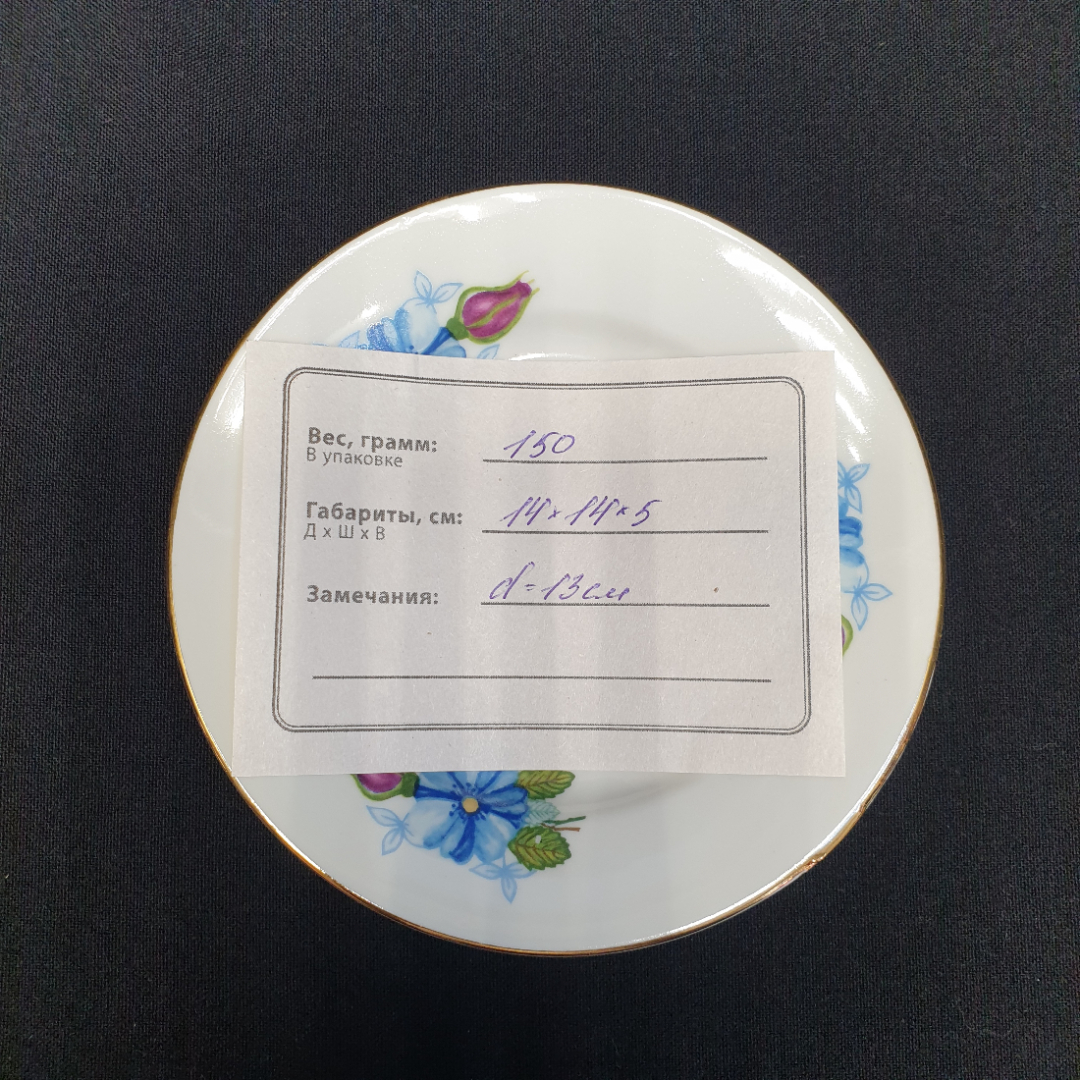 Вес, грамм: 150
В упаковке
Габариты, см: 14×14×5
Д х Ш х В
Замечания: d=13см